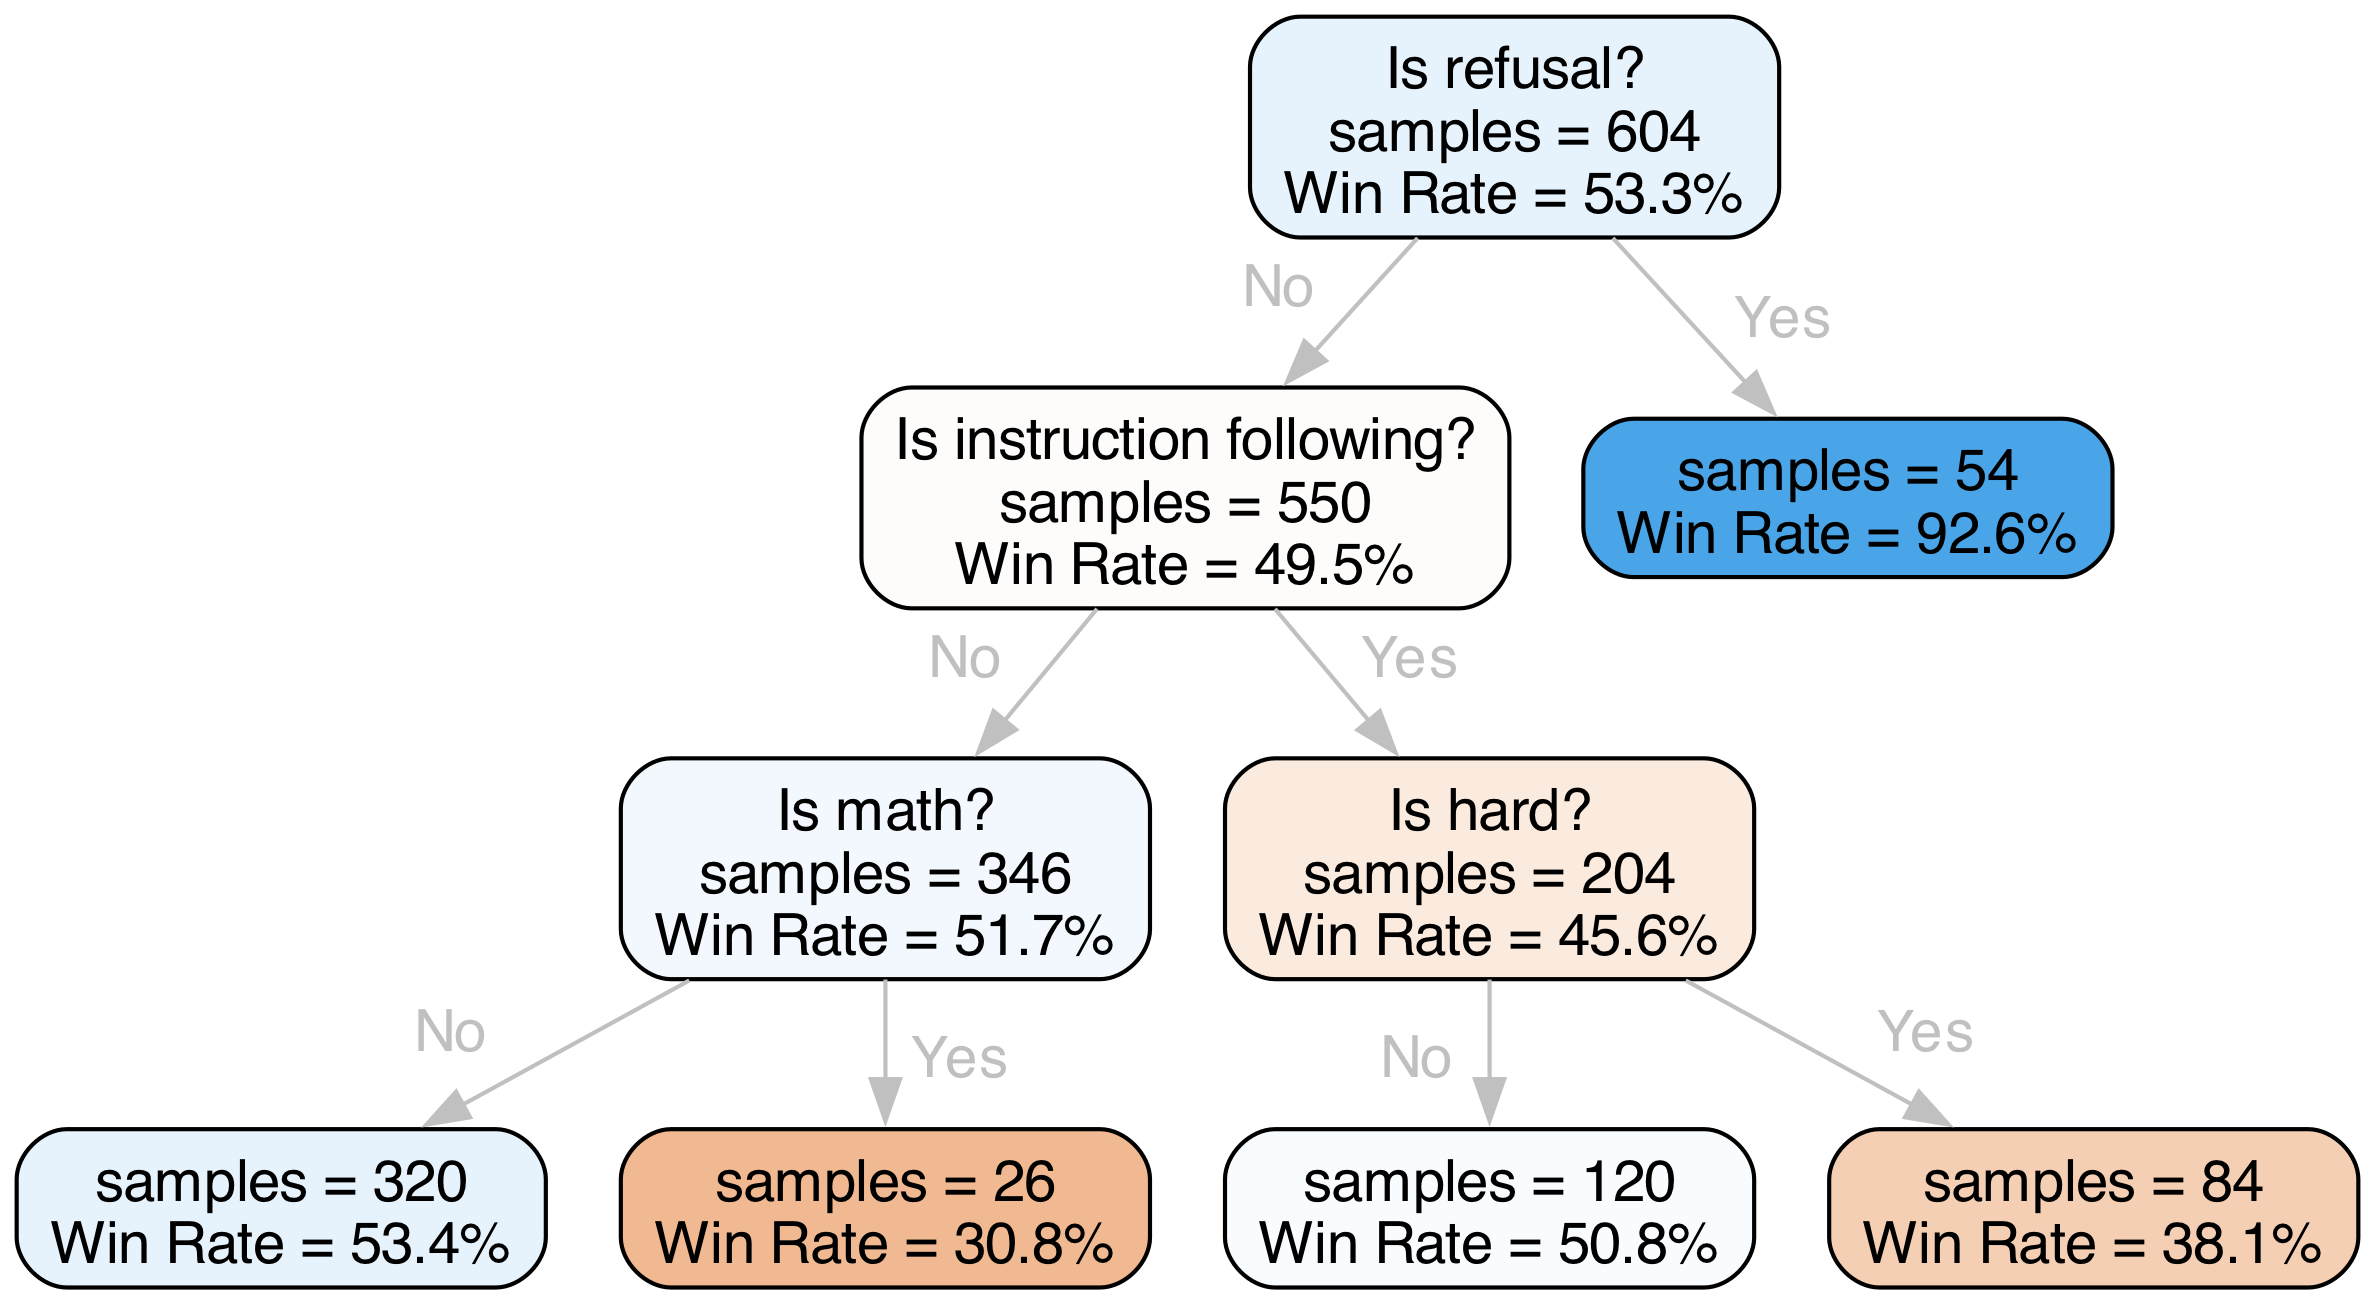 Is refusal?
samples = 604
Win Rate = 53.3%
No
Yes
Is instruction following?
samples = 550
Win Rate = 49.5%
samples = 54
Win Rate = 92.6%
No
Yes
Is math?
samples = 346
Win Rate = 51.7%
Is hard?
samples = 204
Win Rate = 45.6%
No
Yes
No
Yes
samples = 320
Win Rate = 53.4%
samples = 26
Win Rate = 30.8%
samples = 120
Win Rate = 50.8%
samples = 84
Win Rate = 38.1%